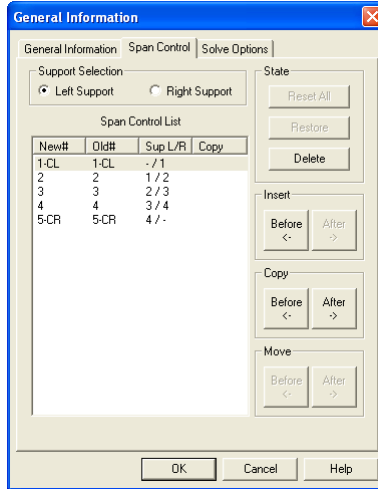 General Information
General Information Span Control Solve Options
Support Selection
Left Support Right Support
Span Control List
New# Old# Sup L/R Copy
1-CL 1-CL - / 1
2 2 1 / 2
3 3 2 / 3
4 4 3 / 4
5-CR 5-CR 4 / -
State
Reset All
Restore
Delete
Insert
Before <- After ->
Copy
Before <- After ->
Move
Before <- After ->
OK Cancel Help